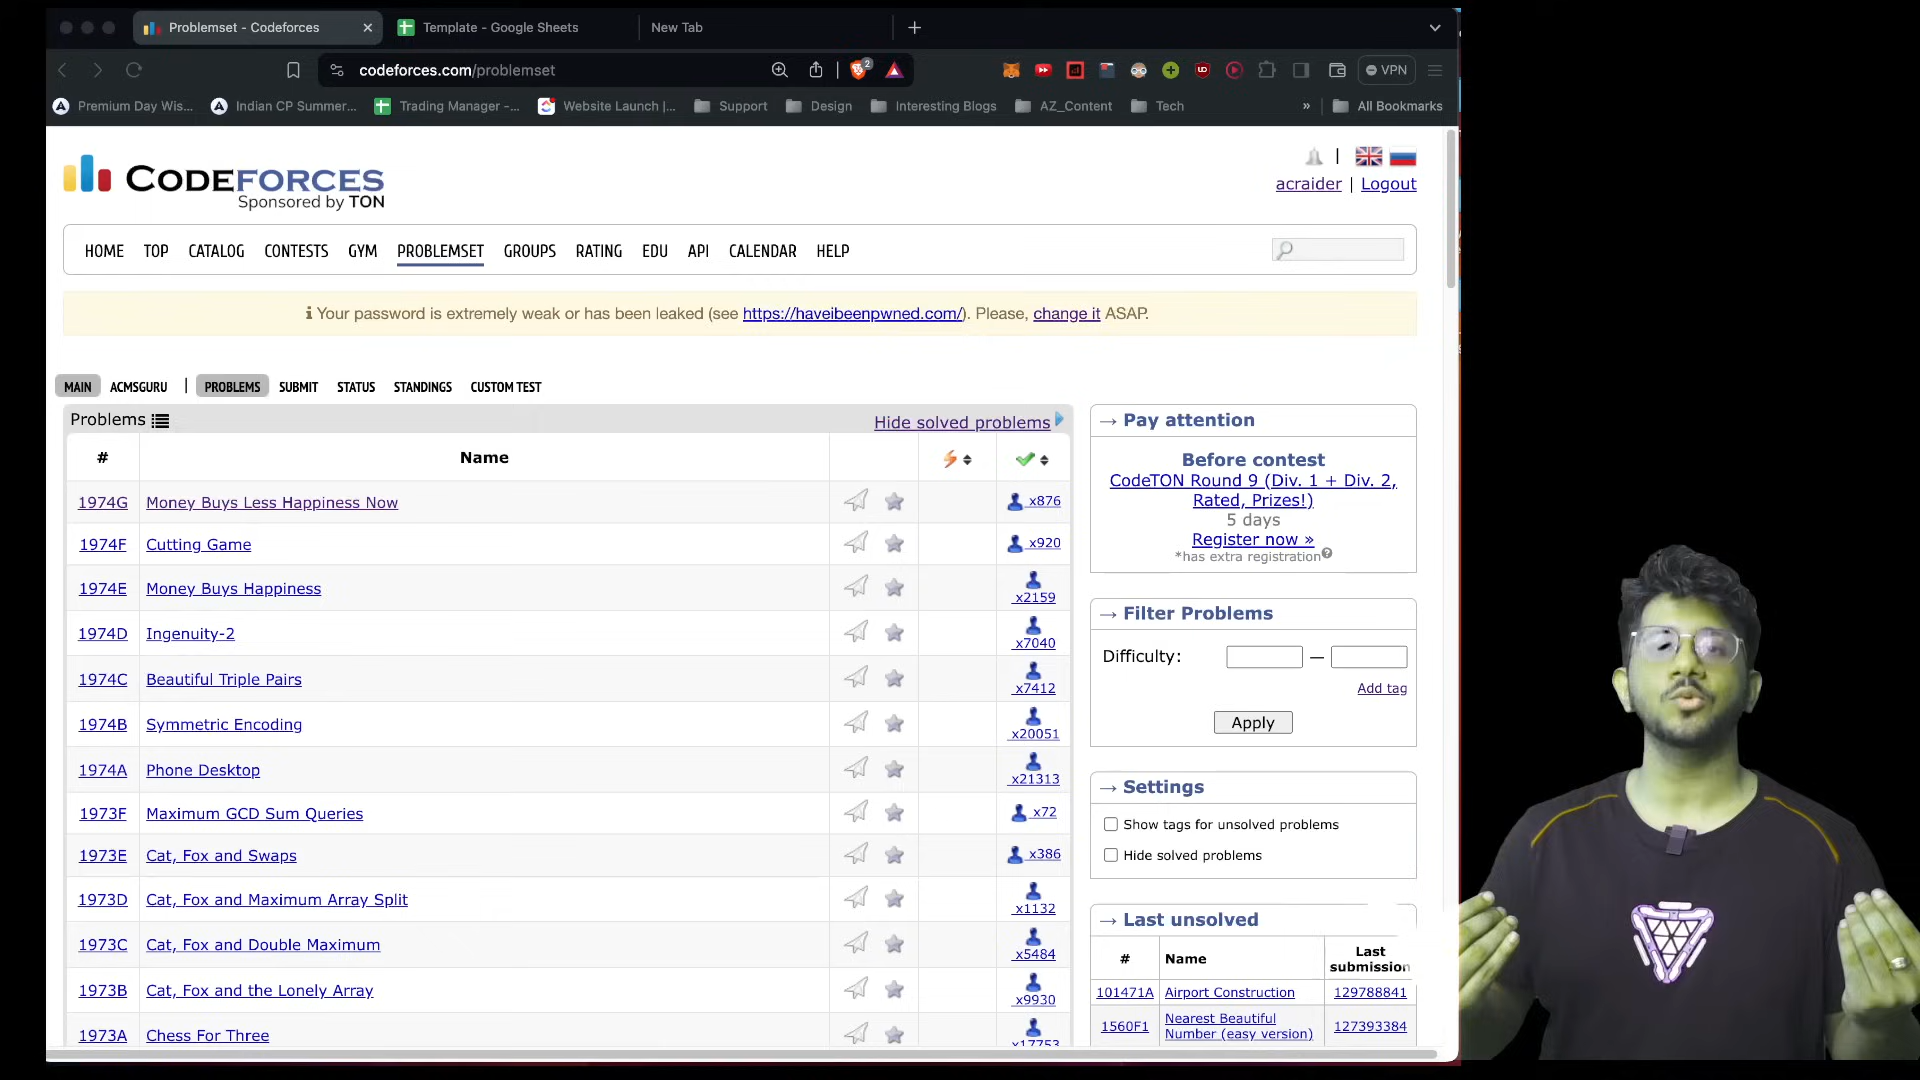 Problemset - Codeforces
Template - Google Sheets
New Tab
codeforces.com/problemset
2
VPN
Premium Day Wis...
Indian CP Summer...
Trading Manager -...
Website Launch |...
Support
Design
Interesting Blogs
AZ_Content
Tech
»
All Bookmarks
CODEFORCES
Sponsored by TON
acraider | Logout
HOME TOP CATALOG CONTESTS GYM PROBLEMSET GROUPS RATING EDU API CALENDAR HELP
Your password is extremely weak or has been leaked (see https://haveibeenpwned.com/). Please, change it ASAP.
MAIN ACMSGURU | PROBLEMS SUBMIT STATUS STANDINGS CUSTOM TEST
Problems
Hide solved problems
# Name
1974G Money Buys Less Happiness Now x876
1974F Cutting Game x920
1974E Money Buys Happiness x2159
1974D Ingenuity-2 x7040
1974C Beautiful Triple Pairs x7412
1974B Symmetric Encoding x20051
1974A Phone Desktop x21313
1973F Maximum GCD Sum Queries x72
1973E Cat, Fox and Swaps x386
1973D Cat, Fox and Maximum Array Split x1132
1973C Cat, Fox and Double Maximum x5484
1973B Cat, Fox and the Lonely Array x9930
1973A Chess For Three x17753
→ Pay attention
Before contest
CodeTON Round 9 (Div. 1 + Div. 2,
Rated, Prizes!)
5 days
Register now »
*has extra registration
→ Filter Problems
Difficulty: —
Add tag
Apply
→ Settings
Show tags for unsolved problems
Hide solved problems
→ Last unsolved
# Name Last
submission
101471A Airport Construction 129788841
1560F1 Nearest Beautiful
Number (easy version) 127393384